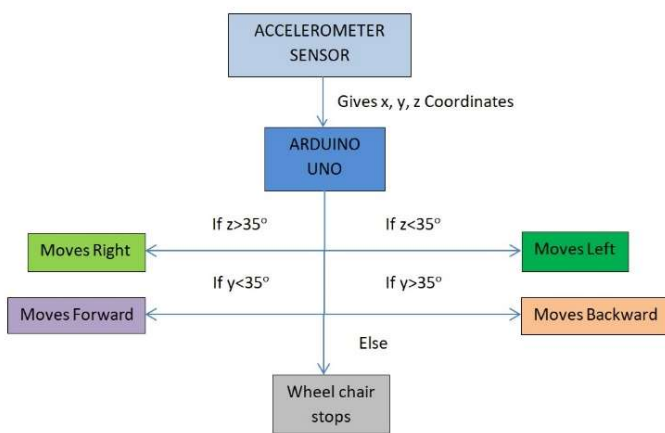 ACCELEROMETER
SENSOR
Gives x, y, z Coordinates
ARDUINO
UNO
If z>35°
If z<35°
Moves Right
Moves Left
If y<35°
If y>35°
Moves Forward
Moves Backward
Else
Wheel chair
stops